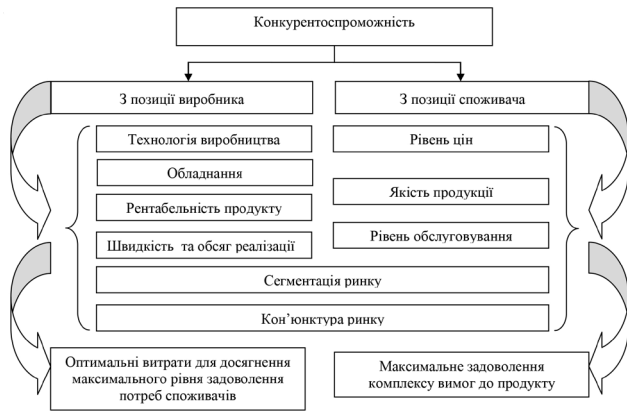 Конкурентоспроможність
З позиції виробника
З позиції споживача
Технологія виробництва
Рівень цін
Обладнання
Якість продукції
Рентабельність продукту
Рівень обслуговування
Швидкість та обсяг реалізації
Сегментація ринку
Кон’юнктура ринку
Оптимальні витрати для досягнення
максимального рівня задоволення
потреб споживачів
Максимальне задоволення
комплексу вимог до продукту